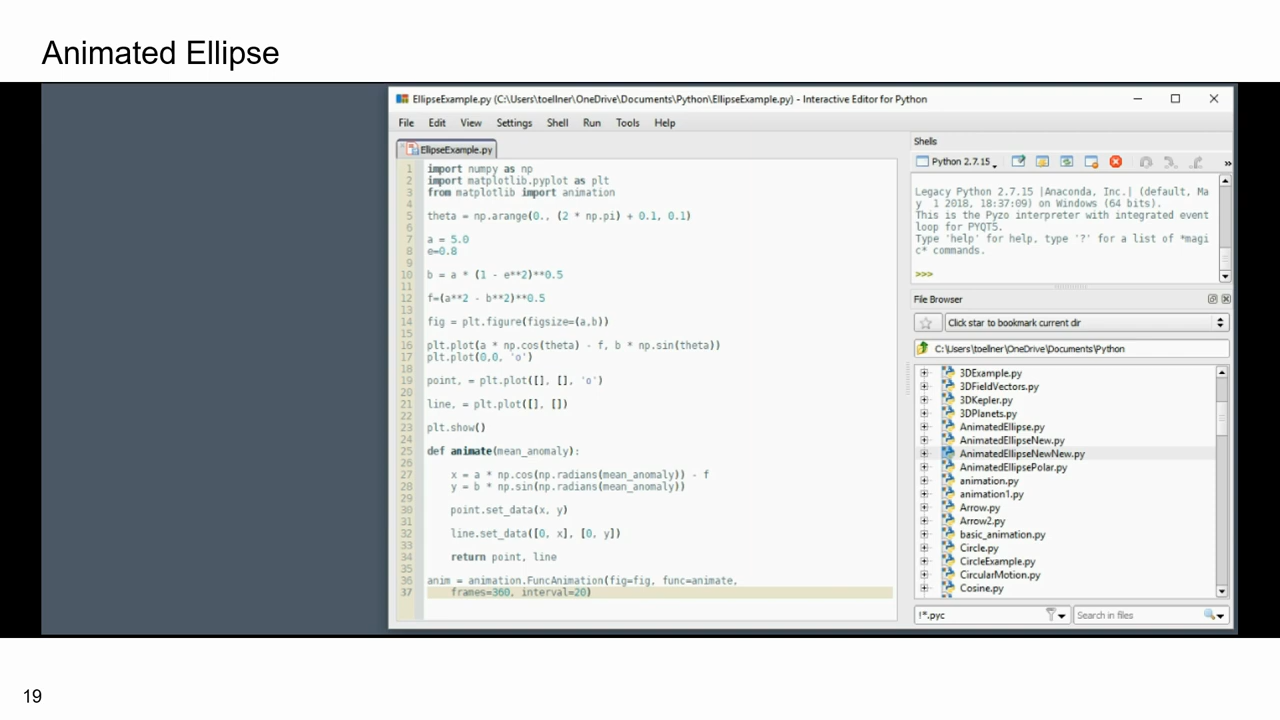 Animated Ellipse
EllipseExample.py (C:\Users\toellner\OneDrive\Documents\Python\EllipseExample.py) - Interactive Editor for Python
File Edit View Settings Shell Run Tools Help
EllipseExample.py
1 import numpy as np
2 import matplotlib.pyplot as plt
3 from matplotlib import animation
4
5 theta = np.arange(0., (2 * np.pi) + 0.1, 0.1)
6
7 a = 5.0
8 e=0.8
9
10 b = a * (1 - e**2)**0.5
11
12 f=(a**2 - b**2)**0.5
13
14 fig = plt.figure(figsize=(a,b))
15
16 plt.plot(a * np.cos(theta) - f, b * np.sin(theta))
17 plt.plot(0,0, 'o')
18
19 point, = plt.plot([], [], 'o')
20
21 line, = plt.plot([], [])
22
23 plt.show()
24
25 def animate(mean_anomaly):
26
27 x = a * np.cos(np.radians(mean_anomaly)) - f
28 y = b * np.sin(np.radians(mean_anomaly))
29
30 point.set_data(x, y)
31
32 line.set_data([0, x], [0, y])
33
34 return point, line
35
36 anim = animation.FuncAnimation(fig=fig, func=animate,
37 frames=360, interval=20)
Shells
Python 2.7.15
Legacy Python 2.7.15 |Anaconda, Inc.| (default, Ma
y 1 2018, 18:37:09) on Windows (64 bits).
This is the Pyzo interpreter with integrated event
loop for PYQT5.
Type 'help' for help, type '?' for a list of *magi
c* commands.
>>>
File Browser
Click star to bookmark current dir
C:\Users\toellner\OneDrive\Documents\Python
3DExample.py
3DFieldVectors.py
3DKepler.py
3DPlanets.py
AnimatedEllipse.py
AnimatedEllipseNew.py
AnimatedEllipseNewNew.py
AnimatedEllipsePolar.py
animation.py
animation1.py
Arrow.py
Arrow2.py
basic_animation.py
Circle.py
CircleExample.py
CircularMotion.py
Cosine.py
!*.pyc
Search in files
19